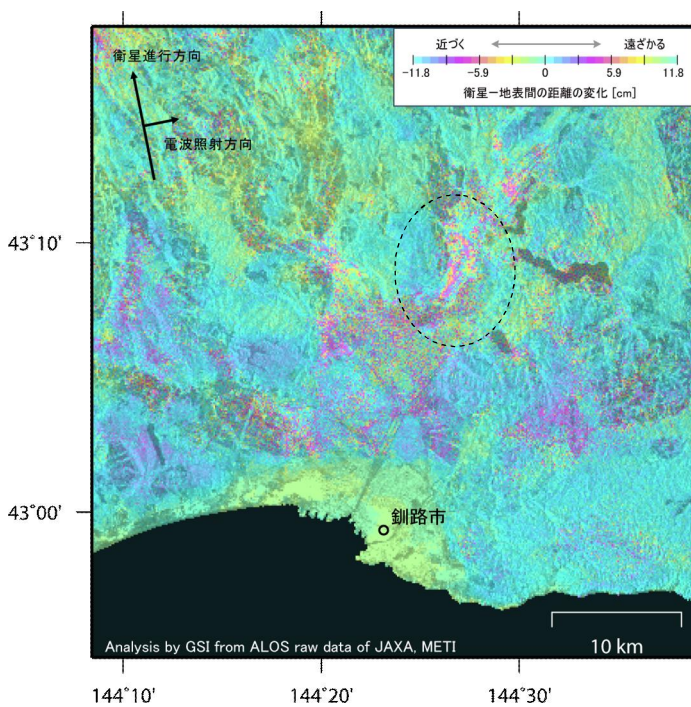 衛星進行方向
電波照射方向
近づく
遠ざかる
-11.8
-5.9
0
5.9
11.8
衛星－地表間の距離の変化 [cm]
43°10'
43°00'
釧路市
Analysis by GSI from ALOS raw data of JAXA, METI
10 km
144°10'
144°20'
144°30'